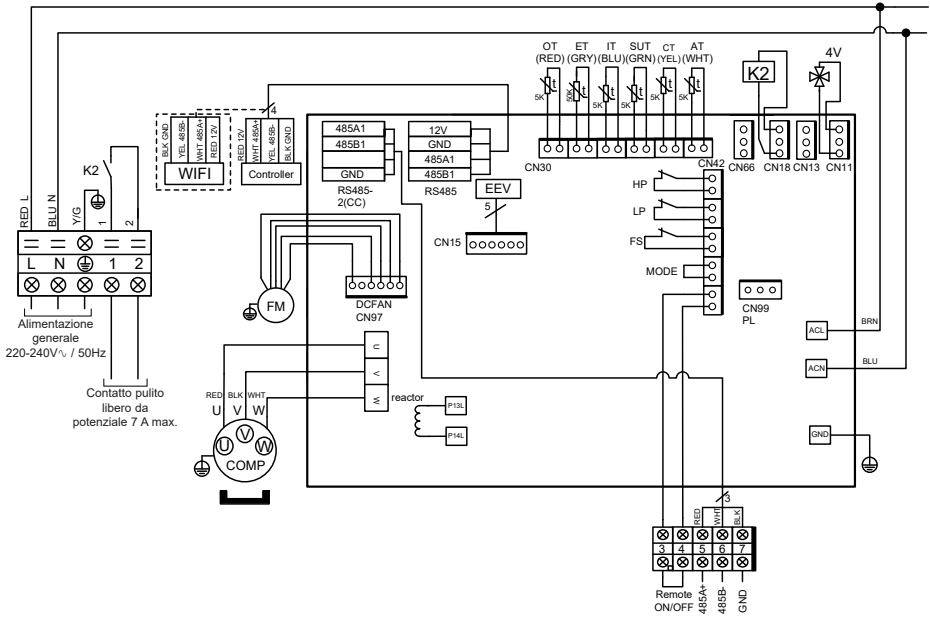 OT ET IT SUT CT AT
(RED) (GRY) (BLU) (GRN) (YEL) (WHT)
5K 50K 5K 5K 5K 5K
t t t t t t
K2
4V
CN30
CN42
CN66
CN18
CN13
CN11
4
BLK GND
YEL 485B-
WHT 485A+
RED 12V
WIFI
RED 12V
WHT 485A+
YEL 485B-
BLK GND
Controller
485A1
485B1
GND
RS485-
2(CC)
12V
GND
485A1
485B1
RS485
EEV
5
CN15
HP
LP
FS
MODE
CN99
PL
K2
RED L
BLU N
Y/G
1
2
L N 1 2
Alimentazione
generale
220-240V∿ / 50Hz
Contatto pulito
libero da
potenziale 7 A max.
FM
DCFAN
CN97
U
V
W
RED BLK WHT
U V W
U V W
COMP
reactor
P13L
P14L
ACL
BRN
ACN
BLU
GND
3
RED
WHT
BLK
3 4 5 6 7
Remote
ON/OFF
485A+
485B-
GND